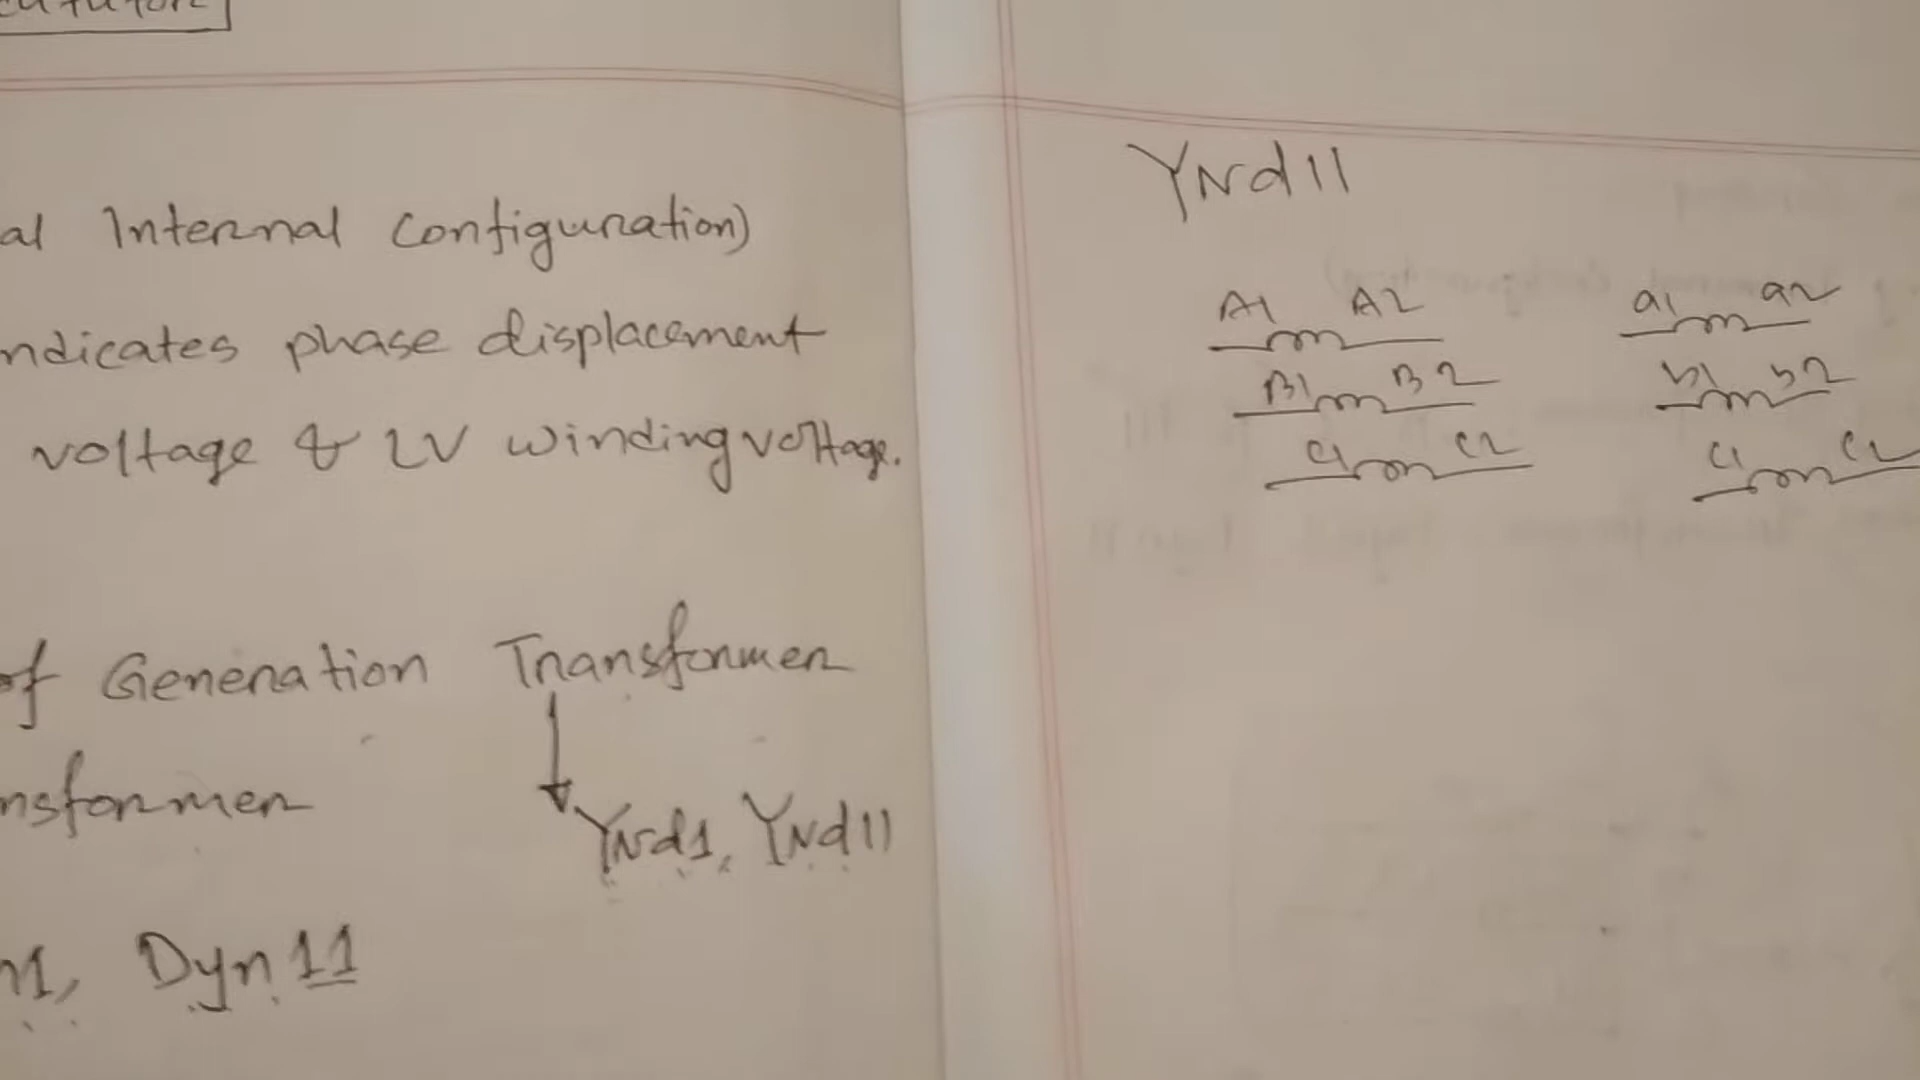 al Internal Configuration)
ndicates phase displacement
voltage & LV winding voltage.
of Generation Transformer
nsformer
YNd1, YNd11
n1, Dyn11
YNd11
A1 A2 a1 a2
B1 B2 b1 b2
C1 C2 C1 C2